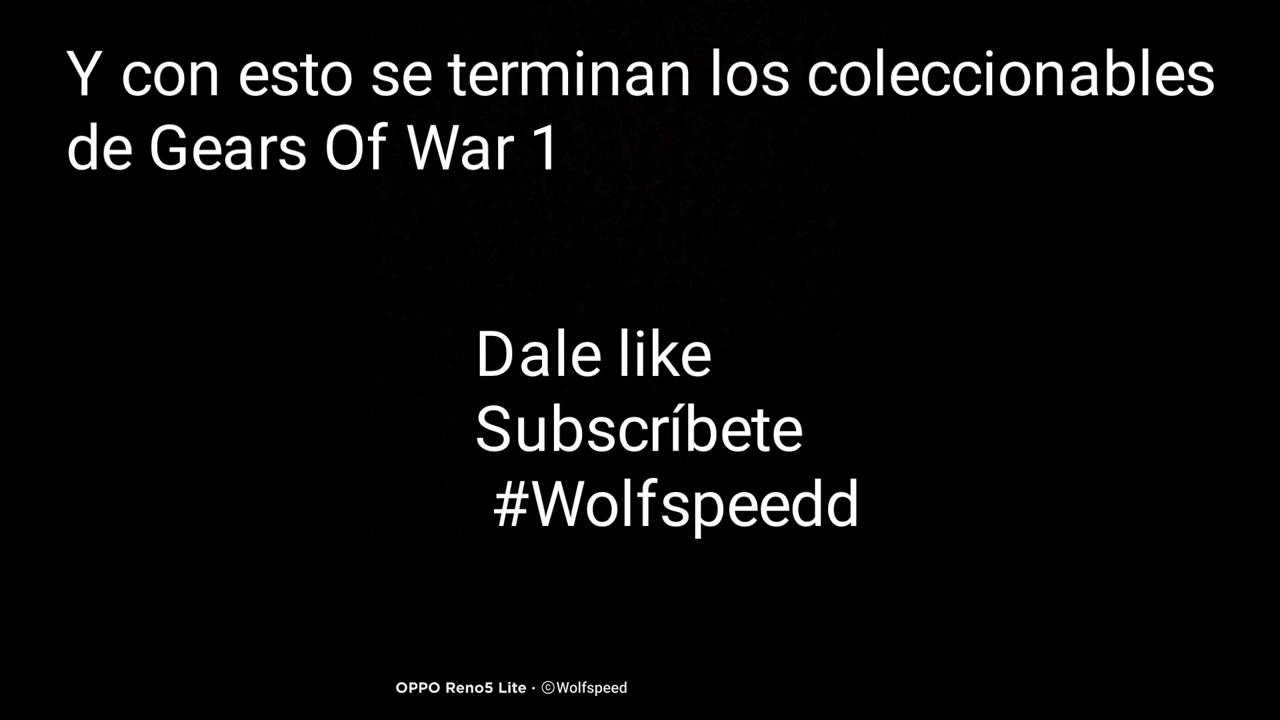 Y con esto se terminan los coleccionables
de Gears Of War 1
Dale like
Subscríbete
#Wolfspeedd
OPPO Reno5 Lite · ©Wolfspeed